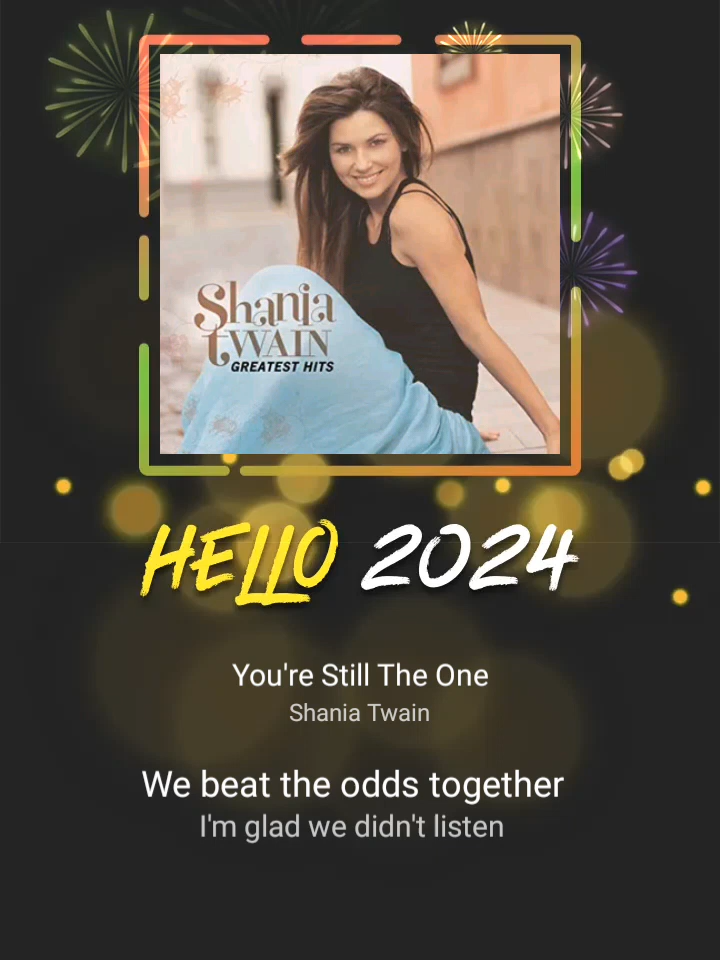 Shania
TWAIN
GREATEST HITS
HELLO 2024
You're Still The One
Shania Twain
We beat the odds together
I'm glad we didn't listen